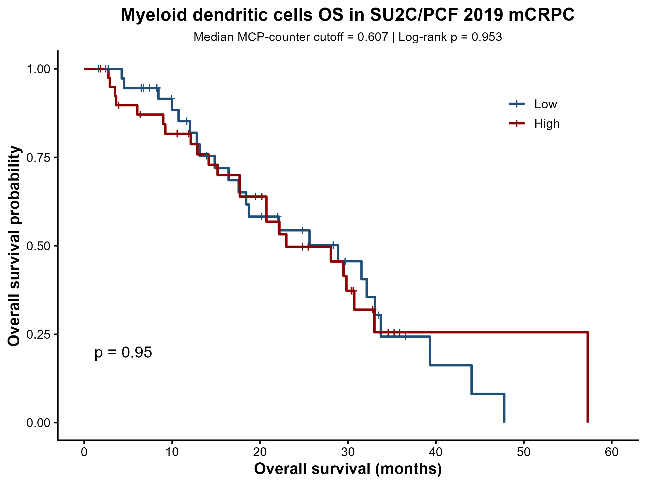 Myeloid dendritic cells OS in SU2C/PCF 2019 mCRPC
Median MCP-counter cutoff = 0.607 | Log-rank p = 0.953
Overall survival probability
1.00
0.75
0.50
0.25
0.00
Low
High
p = 0.95
0 10 20 30 40 50 60
Overall survival (months)